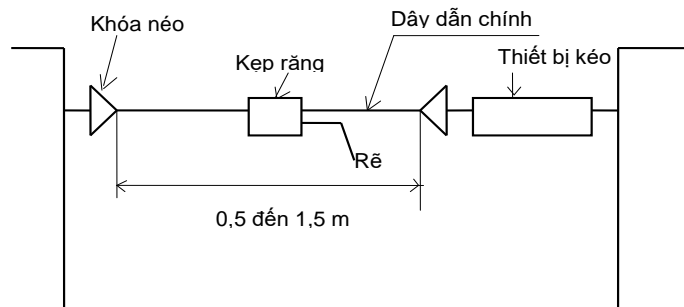 Khóa néo
Dây dẫn chính
Kẹp răng
Thiết bị kéo
Rẽ
0,5 đến 1,5 m